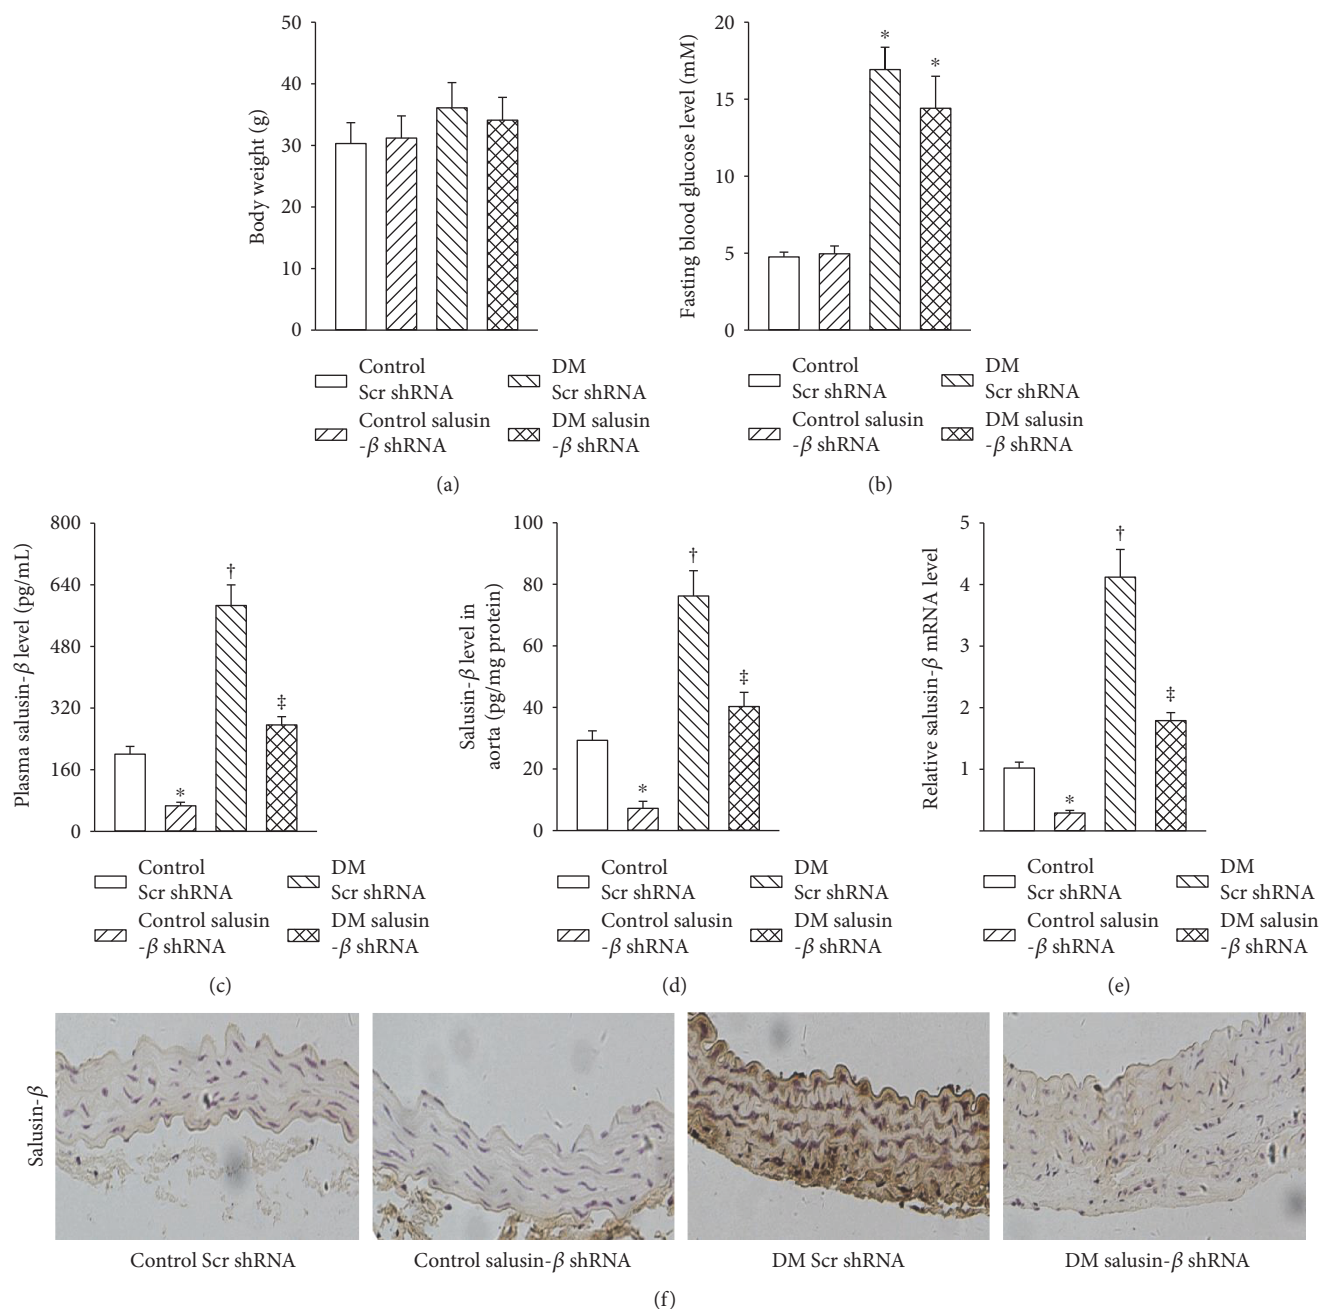 50
40
30
20
10
0
Body weight (g)
Control
Scr shRNA
DM
Scr shRNA
Control salusin
-β shRNA
DM salusin
-β shRNA
(a)
20
15
10
5
0
Fasting blood glucose level (mM)
*
*
Control
Scr shRNA
DM
Scr shRNA
Control salusin
-β shRNA
DM salusin
-β shRNA
(b)
800
640
480
320
160
0
Plasma salusin-β level (pg/mL)
*
†
‡
Control
Scr shRNA
DM
Scr shRNA
Control salusin
-β shRNA
DM salusin
-β shRNA
(c)
100
80
60
40
20
0
Salusin-β level in
aorta (pg/mg protein)
*
†
‡
Control
Scr shRNA
DM
Scr shRNA
Control salusin
-β shRNA
DM salusin
-β shRNA
(d)
5
4
3
2
1
Relative salusin-β mRNA level
*
†
‡
Control
Scr shRNA
DM
Scr shRNA
Control salusin
-β shRNA
DM salusin
-β shRNA
(e)
Salusin-β
Control Scr shRNA
Control salusin-β shRNA
DM Scr shRNA
DM salusin-β shRNA
(f)